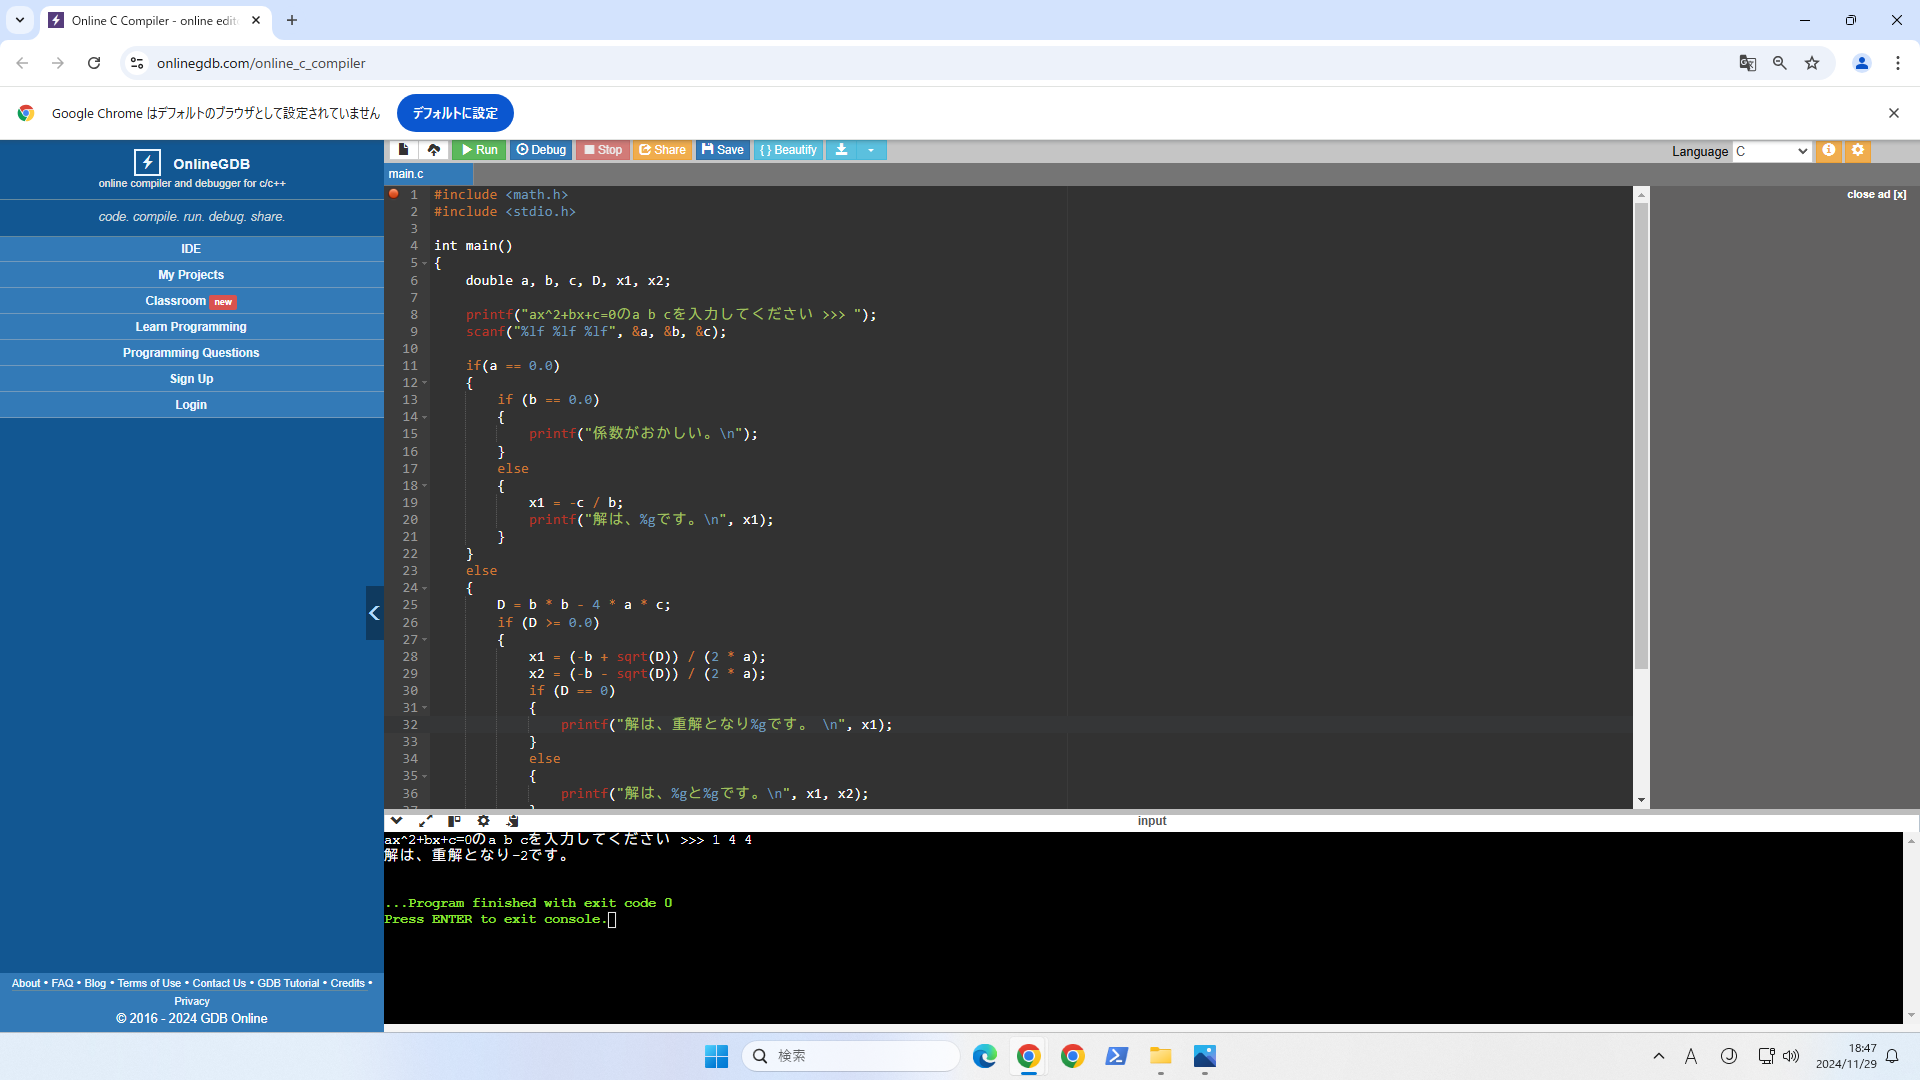 Online C Compiler - online edit
onlinegdb.com/online_c_compiler
Google Chrome はデフォルトのブラウザとして設定されていません
デフォルトに設定
OnlineGDB
online compiler and debugger for c/c++
code. compile. run. debug. share.
IDE
My Projects
Classroom new
Learn Programming
Programming Questions
Sign Up
Login
About • FAQ • Blog • Terms of Use • Contact Us • GDB Tutorial • Credits •
Privacy
© 2016 - 2024 GDB Online
Run Debug Stop Share Save { } Beautify
Language C
main.c
close ad [x]
1 #include <math.h>
2 #include <stdio.h>
3
4 int main()
5 {
6     double a, b, c, D, x1, x2;
7
8     printf("ax^2+bx+c=0のa b cを入力してください >>> ");
9     scanf("%lf %lf %lf", &a, &b, &c);
10
11     if(a == 0.0)
12     {
13         if (b == 0.0)
14         {
15             printf("係数がおかしい。\n");
16         }
17         else
18         {
19             x1 = -c / b;
20             printf("解は、%gです。\n", x1);
21         }
22     }
23     else
24     {
25         D = b * b - 4 * a * c;
26         if (D >= 0.0)
27         {
28             x1 = (-b + sqrt(D)) / (2 * a);
29             x2 = (-b - sqrt(D)) / (2 * a);
30             if (D == 0)
31             {
32                 printf("解は、重解となり%gです。 \n", x1);
33             }
34             else
35             {
36                 printf("解は、%gと%gです。\n", x1, x2);
37             }
input
ax^2+bx+c=0のa b cを入力してください >>> 1 4 4
解は、重解となり-2です。
...Program finished with exit code 0
Press ENTER to exit console.
検索
A
18:47
2024/11/29